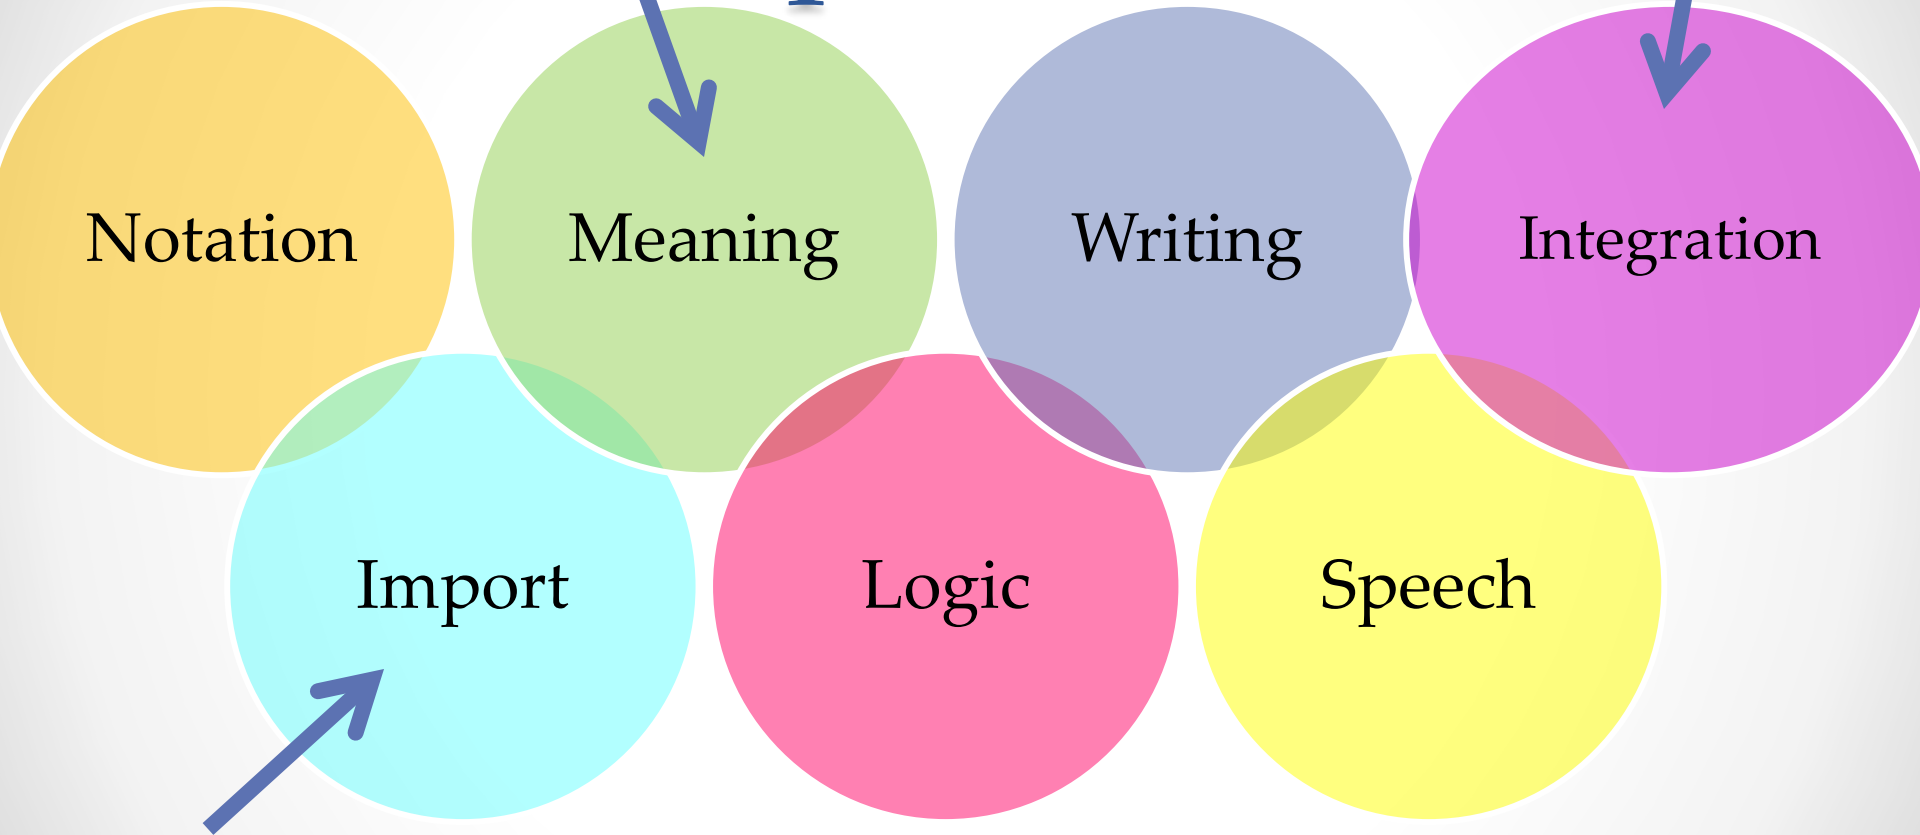 Notation
Meaning
Writing
Integration
Import
Logic
Speech